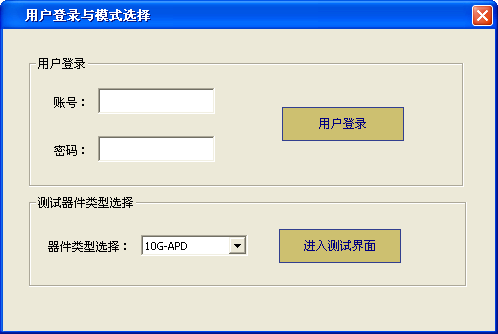 用户登录与模式选择
用户登录
账号：
用户登录
密码：
测试器件类型选择
器件类型选择：
10G-APD
进入测试界面